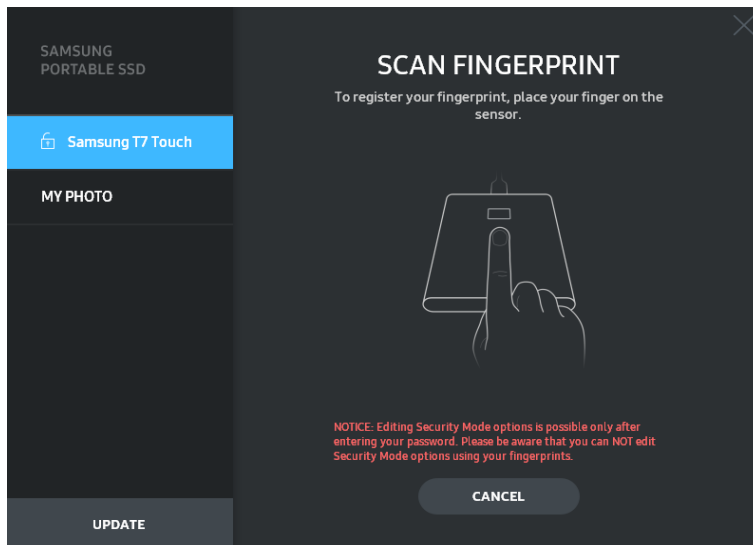 SAMSUNG
PORTABLE SSD
Samsung T7 Touch
MY PHOTO
UPDATE
SCAN FINGERPRINT
To register your fingerprint, place your finger on the
sensor.
NOTICE: Editing Security Mode options is possible only after
entering your password. Please be aware that you can NOT edit
Security Mode options using your fingerprints.
CANCEL